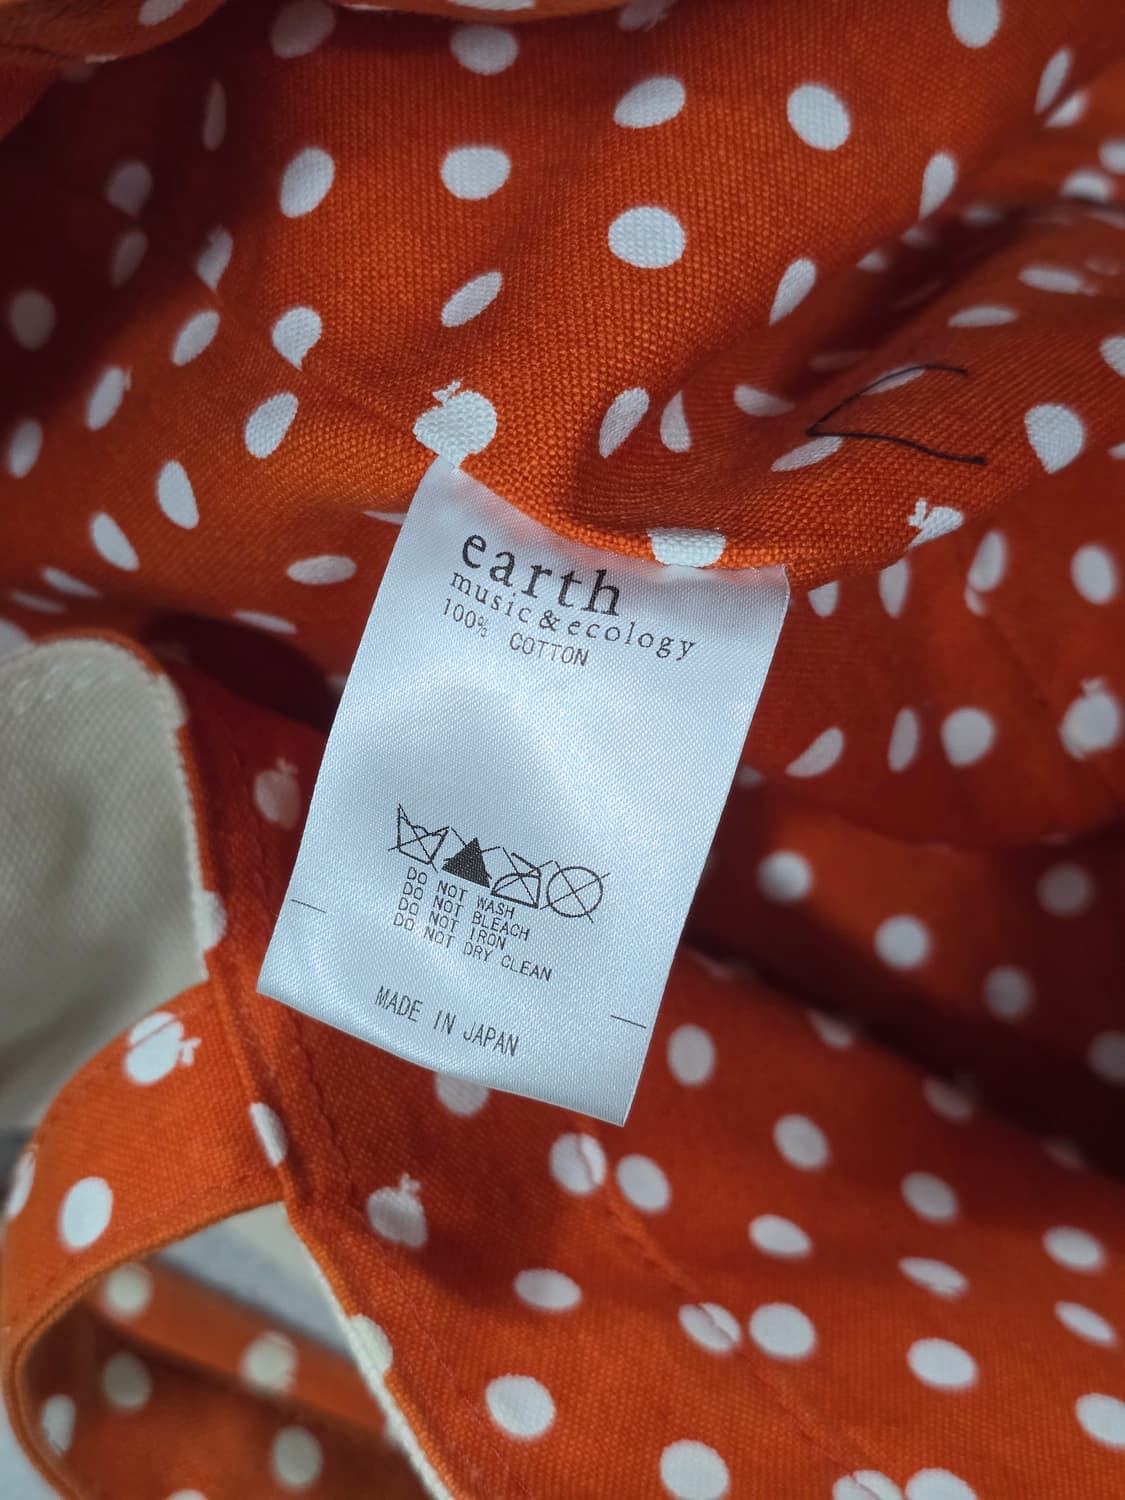 earth
music & ecology
100% COTTON
DO NOT WASH
DO NOT BLEACH
DO NOT IRON
DO NOT DRY CLEAN
MADE IN JAPAN